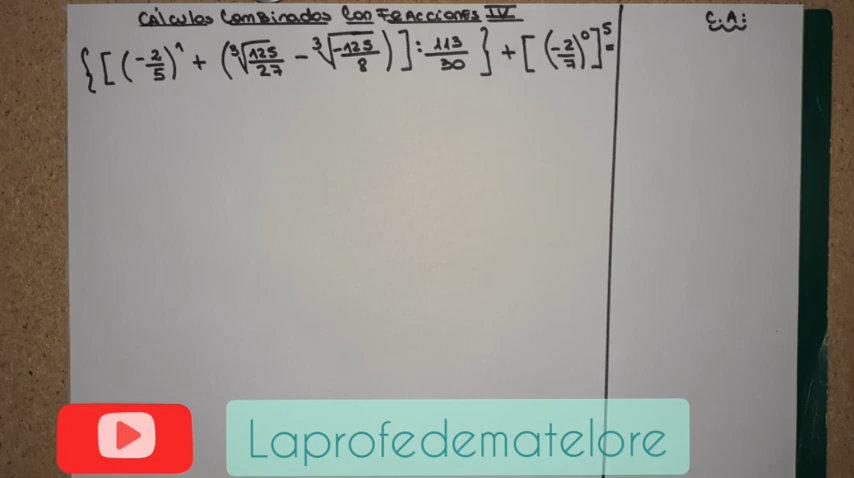 CÁLCULOS COMBINADOS CON FRACCIONES IV
C.A:
{[(-2/5)^1 + (∛125/27 - ∛-125/8)] : 113/30} + [(-2/7)^0]^5 =
Laprofedematelore